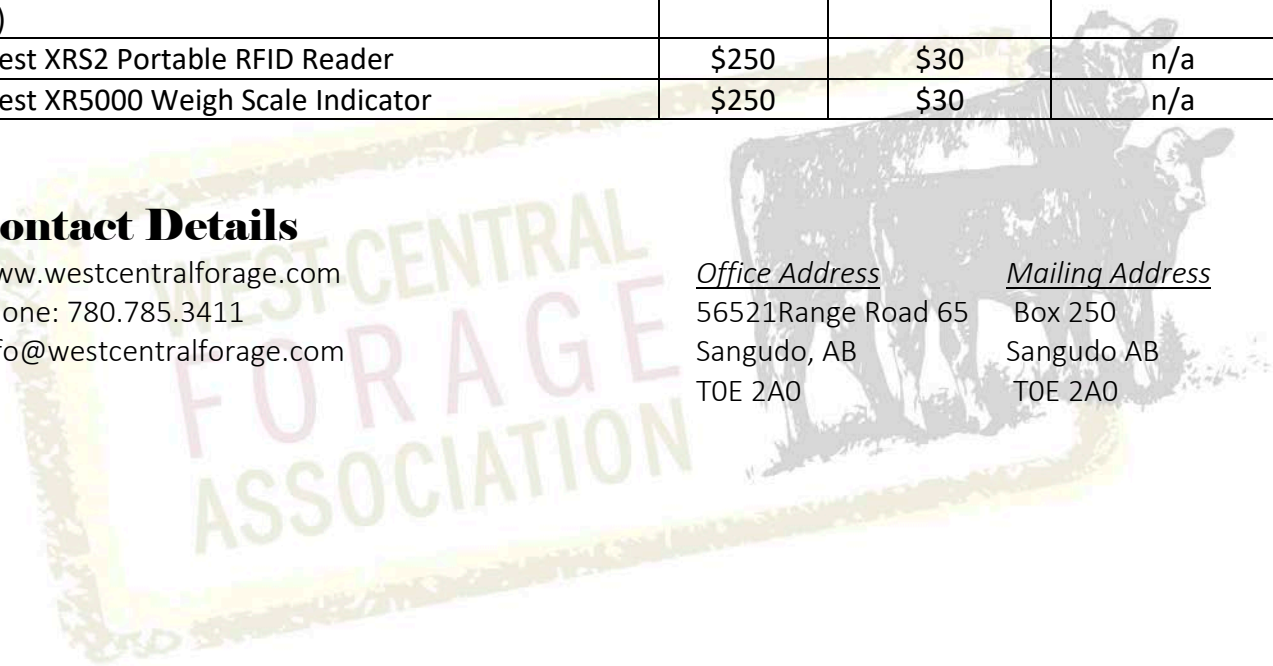 )
est XRS2 Portable RFID Reader $250 $30 n/a
est XR5000 Weigh Scale Indicator $250 $30 n/a
ontact Details
ww.westcentralforage.com
one: 780.785.3411
fo@westcentralforage.com
Office Address
56521Range Road 65
Sangudo, AB
T0E 2A0
Mailing Address
Box 250
Sangudo AB
T0E 2A0
WEST CENTRAL
FORAGE
ASSOCIATION